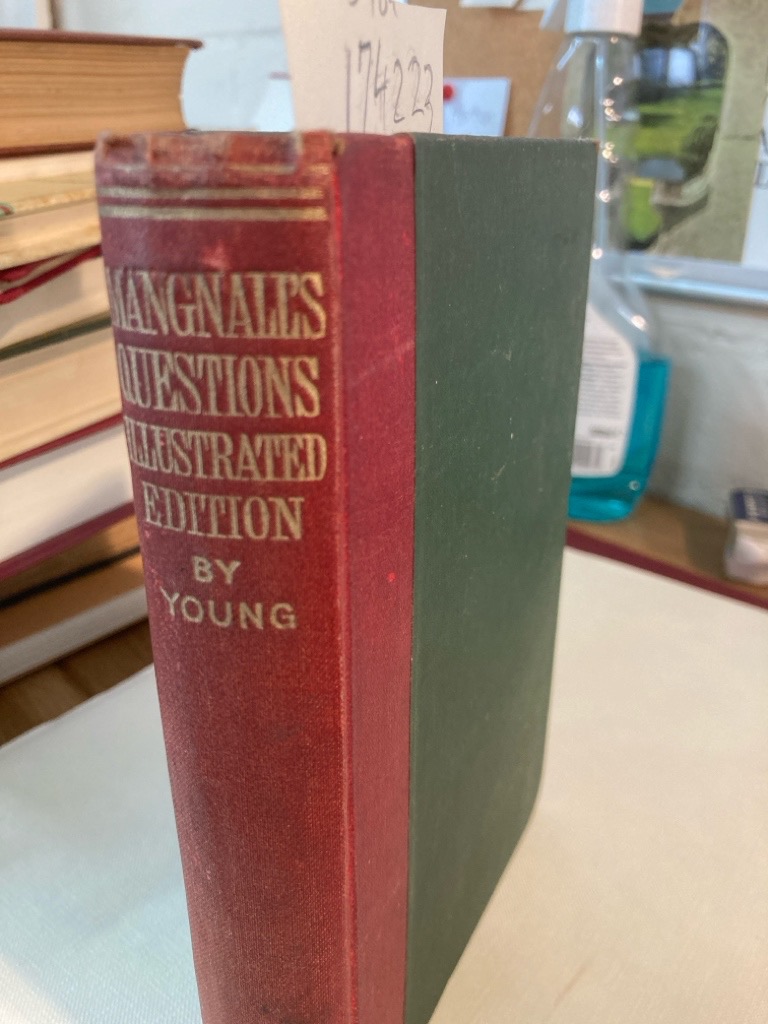 174223
MANGNALL'S
QUESTIONS
ILLUSTRATED
EDITION
BY
YOUNG